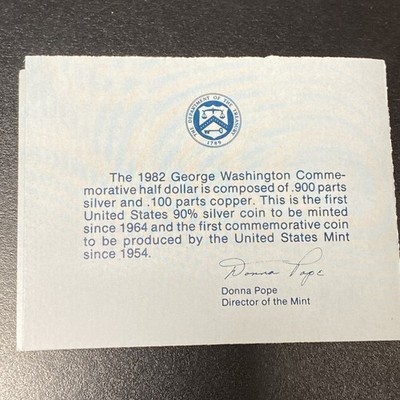 THE DEPARTMENT OF THE TREASURY
1789
The 1982 George Washington Comme-
morative half dollar is composed of .900 parts
silver and .100 parts copper. This is the first
United States 90% silver coin to be minted
since 1964 and the first commemorative coin
to be produced by the United States Mint
since 1954.
Donna Pope
Donna Pope
Director of the Mint